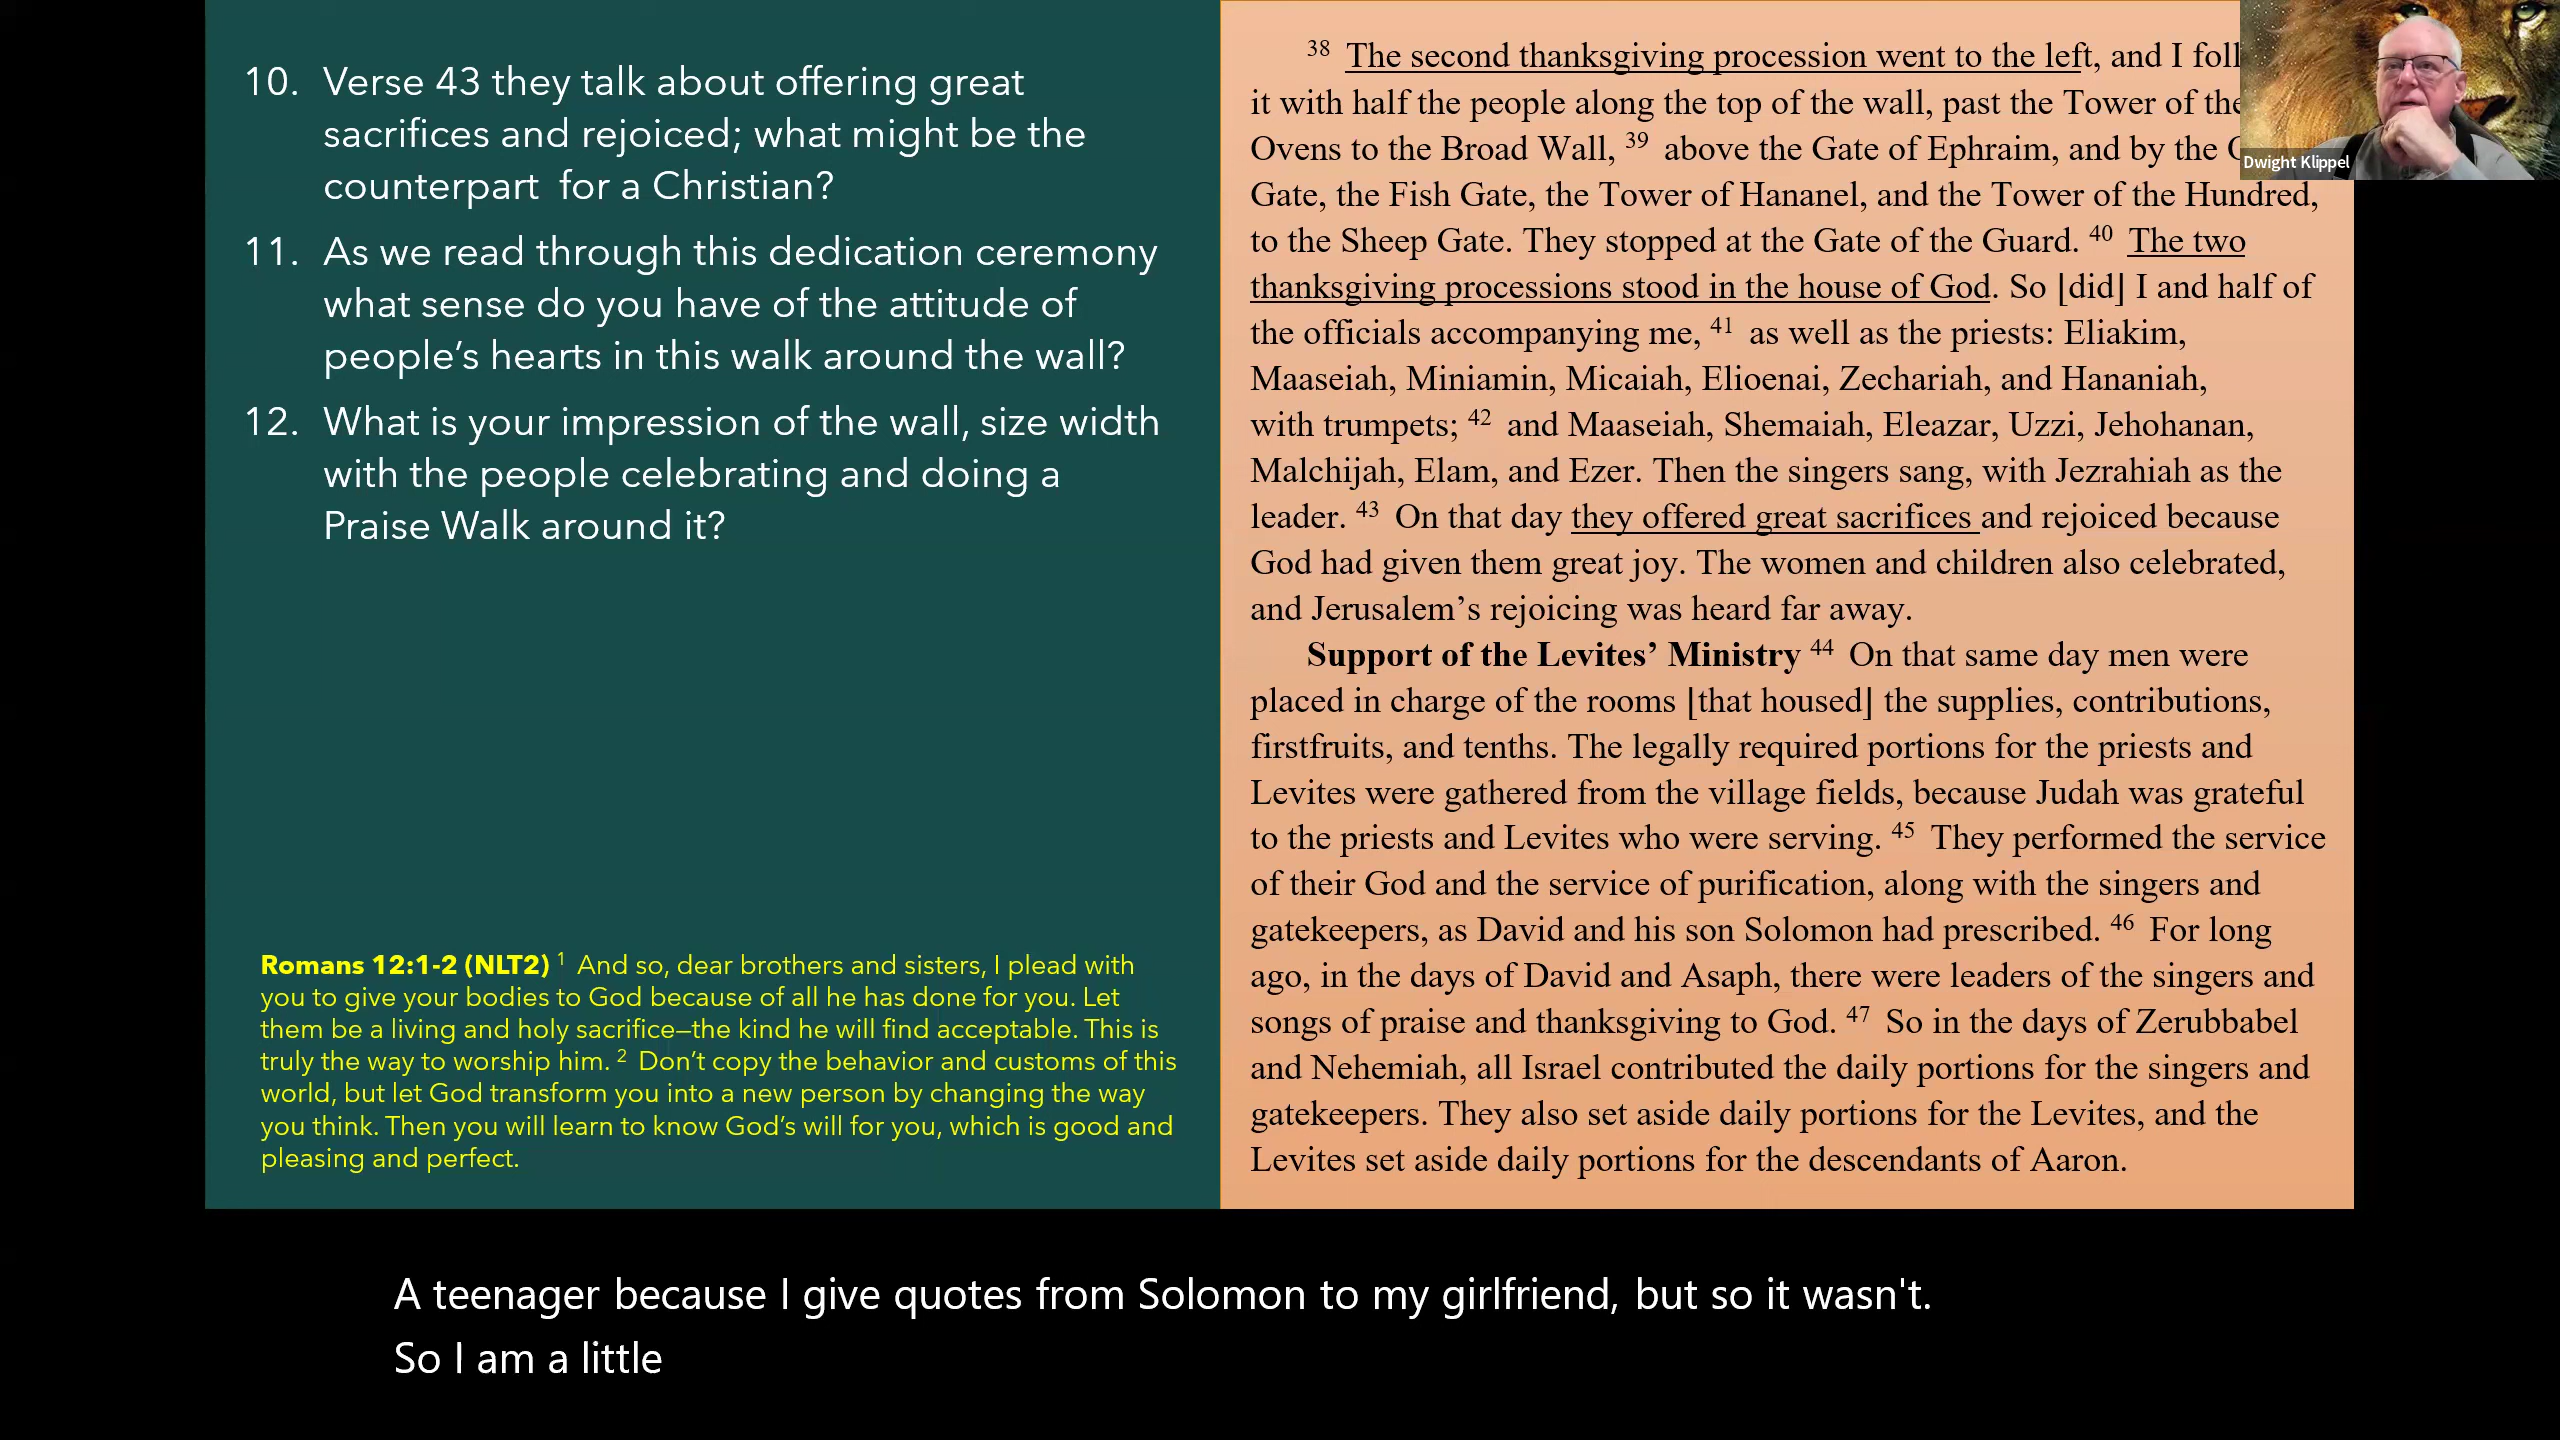 10. Verse 43 they talk about offering great
sacrifices and rejoiced; what might be the
counterpart for a Christian?
11. As we read through this dedication ceremony
what sense do you have of the attitude of
people's hearts in this walk around the wall?
12. What is your impression of the wall, size width
with the people celebrating and doing a
Praise Walk around it?
Romans 12:1-2 (NLT2) 1 And so, dear brothers and sisters, I plead with
you to give your bodies to God because of all he has done for you. Let
them be a living and holy sacrifice—the kind he will find acceptable. This is
truly the way to worship him. 2 Don't copy the behavior and customs of this
world, but let God transform you into a new person by changing the way
you think. Then you will learn to know God's will for you, which is good and
pleasing and perfect.
38 The second thanksgiving procession went to the left, and I
it with half the people along the top of the wall, past the Tower of the
Ovens to the Broad Wall, 39 above the Gate of Ephraim, and by the
Gate, the Fish Gate, the Tower of Hananel, and the Tower of the Hundred,
to the Sheep Gate. They stopped at the Gate of the Guard. 40 The two
thanksgiving processions stood in the house of God. So [did] I and half of
the officials accompanying me, 41 as well as the priests: Eliakim,
Maaseiah, Miniamin, Micaiah, Elioenai, Zechariah, and Hananiah,
with trumpets; 42 and Maaseiah, Shemaiah, Eleazar, Uzzi, Jehohanan,
Malchijah, Elam, and Ezer. Then the singers sang, with Jezrahiah as the
leader. 43 On that day they offered great sacrifices and rejoiced because
God had given them great joy. The women and children also celebrated,
and Jerusalem's rejoicing was heard far away.
Support of the Levites' Ministry 44 On that same day men were
placed in charge of the rooms [that housed] the supplies, contributions,
firstfruits, and tenths. The legally required portions for the priests and
Levites were gathered from the village fields, because Judah was grateful
to the priests and Levites who were serving. 45 They performed the service
of their God and the service of purification, along with the singers and
gatekeepers, as David and his son Solomon had prescribed. 46 For long
ago, in the days of David and Asaph, there were leaders of the singers and
songs of praise and thanksgiving to God. 47 So in the days of Zerubbabel
and Nehemiah, all Israel contributed the daily portions for the singers and
gatekeepers. They also set aside daily portions for the Levites, and the
Levites set aside daily portions for the descendants of Aaron.
Dwight Klippel
A teenager because I give quotes from Solomon to my girlfriend, but so it wasn't.
So I am a little